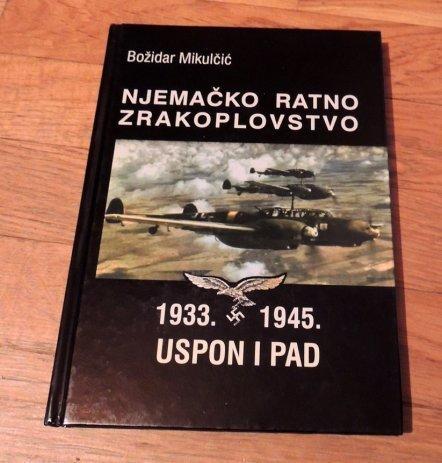 Božidar Mikulčić
NJEMAČKO RATNO
ZRAKOPLOVSTVO
1933. 1945.
USPON I PAD